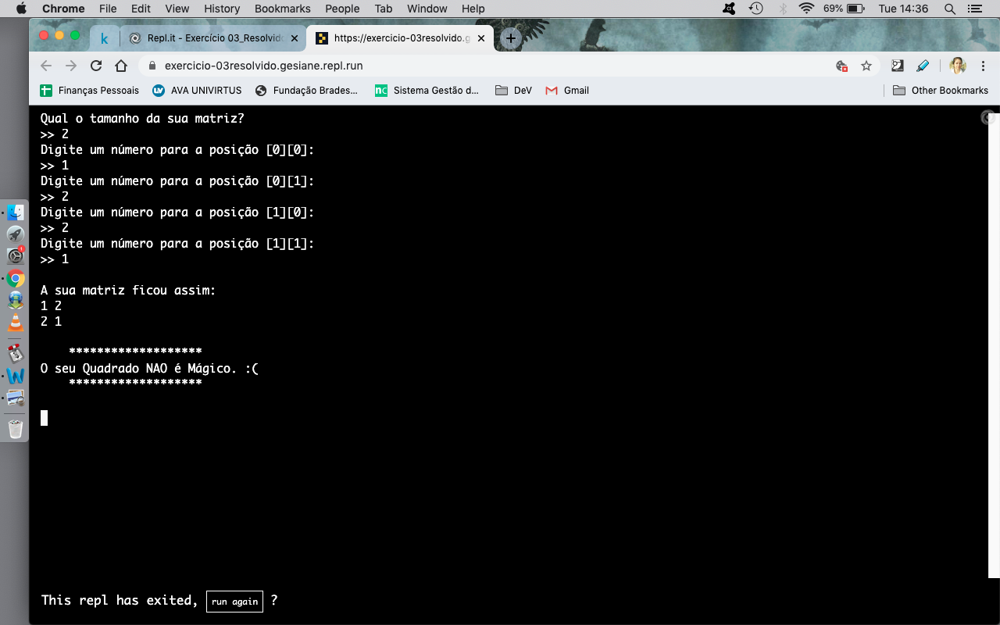 Chrome File Edit View History Bookmarks People Tab Window Help 69% Tue 14:36
k Repl.it - Exercício 03_Resolvid https://exercicio-03resolvido.g
exercicio-03resolvido.gesiane.repl.run
Finanças Pessoais AVA UNIVIRTUS Fundação Brades... nc Sistema Gestão d... DeV Gmail Other Bookmarks
Qual o tamanho da sua matriz?
>> 2
Digite um número para a posição [0][0]:
>> 1
Digite um número para a posição [0][1]:
>> 2
Digite um número para a posição [1][0]:
>> 2
Digite um número para a posição [1][1]:
>> 1
A sua matriz ficou assim:
1 2
2 1
*******************
O seu Quadrado NAO é Mágico. :(
*******************
This repl has exited, run again ?